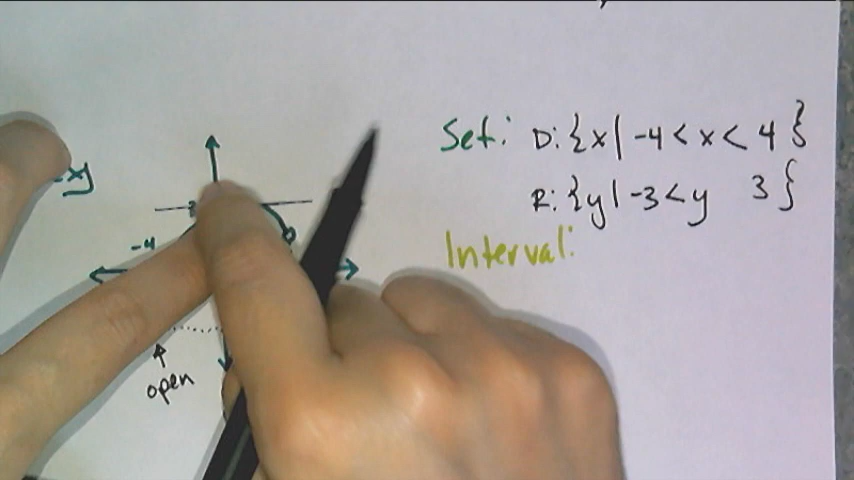 Set: D: {x| -4 < x < 4}
R: {y| -3 < y 3}
Interval:
-4
open